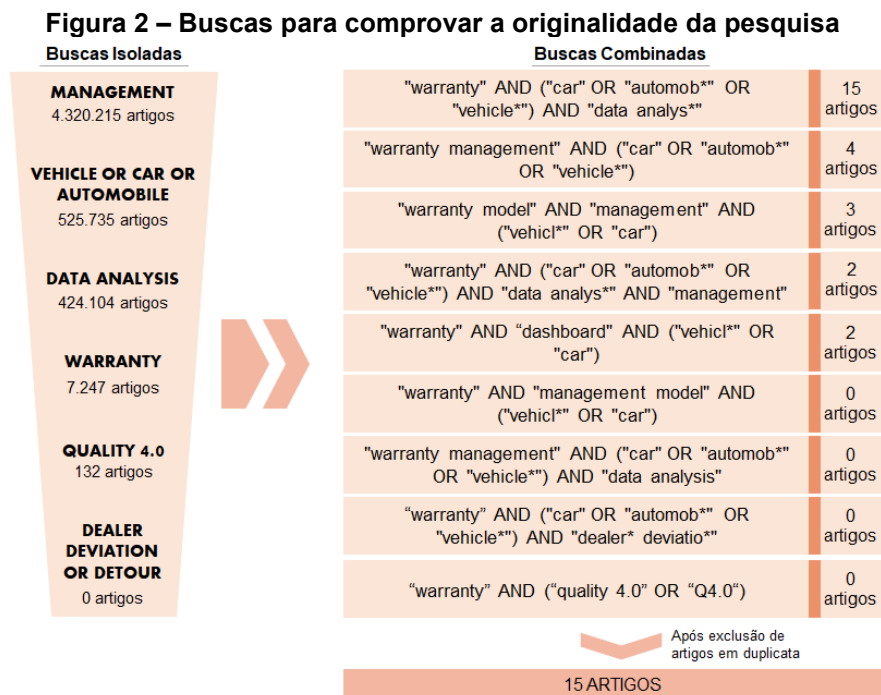 Figura 2 – Buscas para comprovar a originalidade da pesquisa
Buscas Isoladas
MANAGEMENT
4.320.215 artigos
VEHICLE OR CAR OR
AUTOMOBILE
525.735 artigos
DATA ANALYSIS
424.104 artigos
WARRANTY
7.247 artigos
QUALITY 4.0
132 artigos
DEALER
DEVIATION
OR DETOUR
0 artigos
Buscas Combinadas
"warranty" AND ("car" OR "automob*" OR
"vehicle*") AND "data analys*"
15
artigos
"warranty management" AND ("car" OR "automob*"
OR "vehicle*")
4
artigos
"warranty model" AND "management" AND
("vehicl*" OR "car")
3
artigos
"warranty" AND ("car" OR "automob*" OR
"vehicle*") AND "data analys*" AND "management"
2
artigos
"warranty" AND “dashboard" AND ("vehicl*" OR
"car")
2
artigos
"warranty" AND "management model" AND
("vehicl*" OR "car")
0
artigos
"warranty management" AND ("car" OR "automob*"
OR "vehicle*") AND "data analysis"
0
artigos
“warranty” AND ("car" OR "automob*" OR
"vehicle*") AND "dealer* deviatio*"
0
artigos
“warranty” AND (“quality 4.0” OR “Q4.0“)
0
artigos
Após exclusão de
artigos em duplicata
15 ARTIGOS